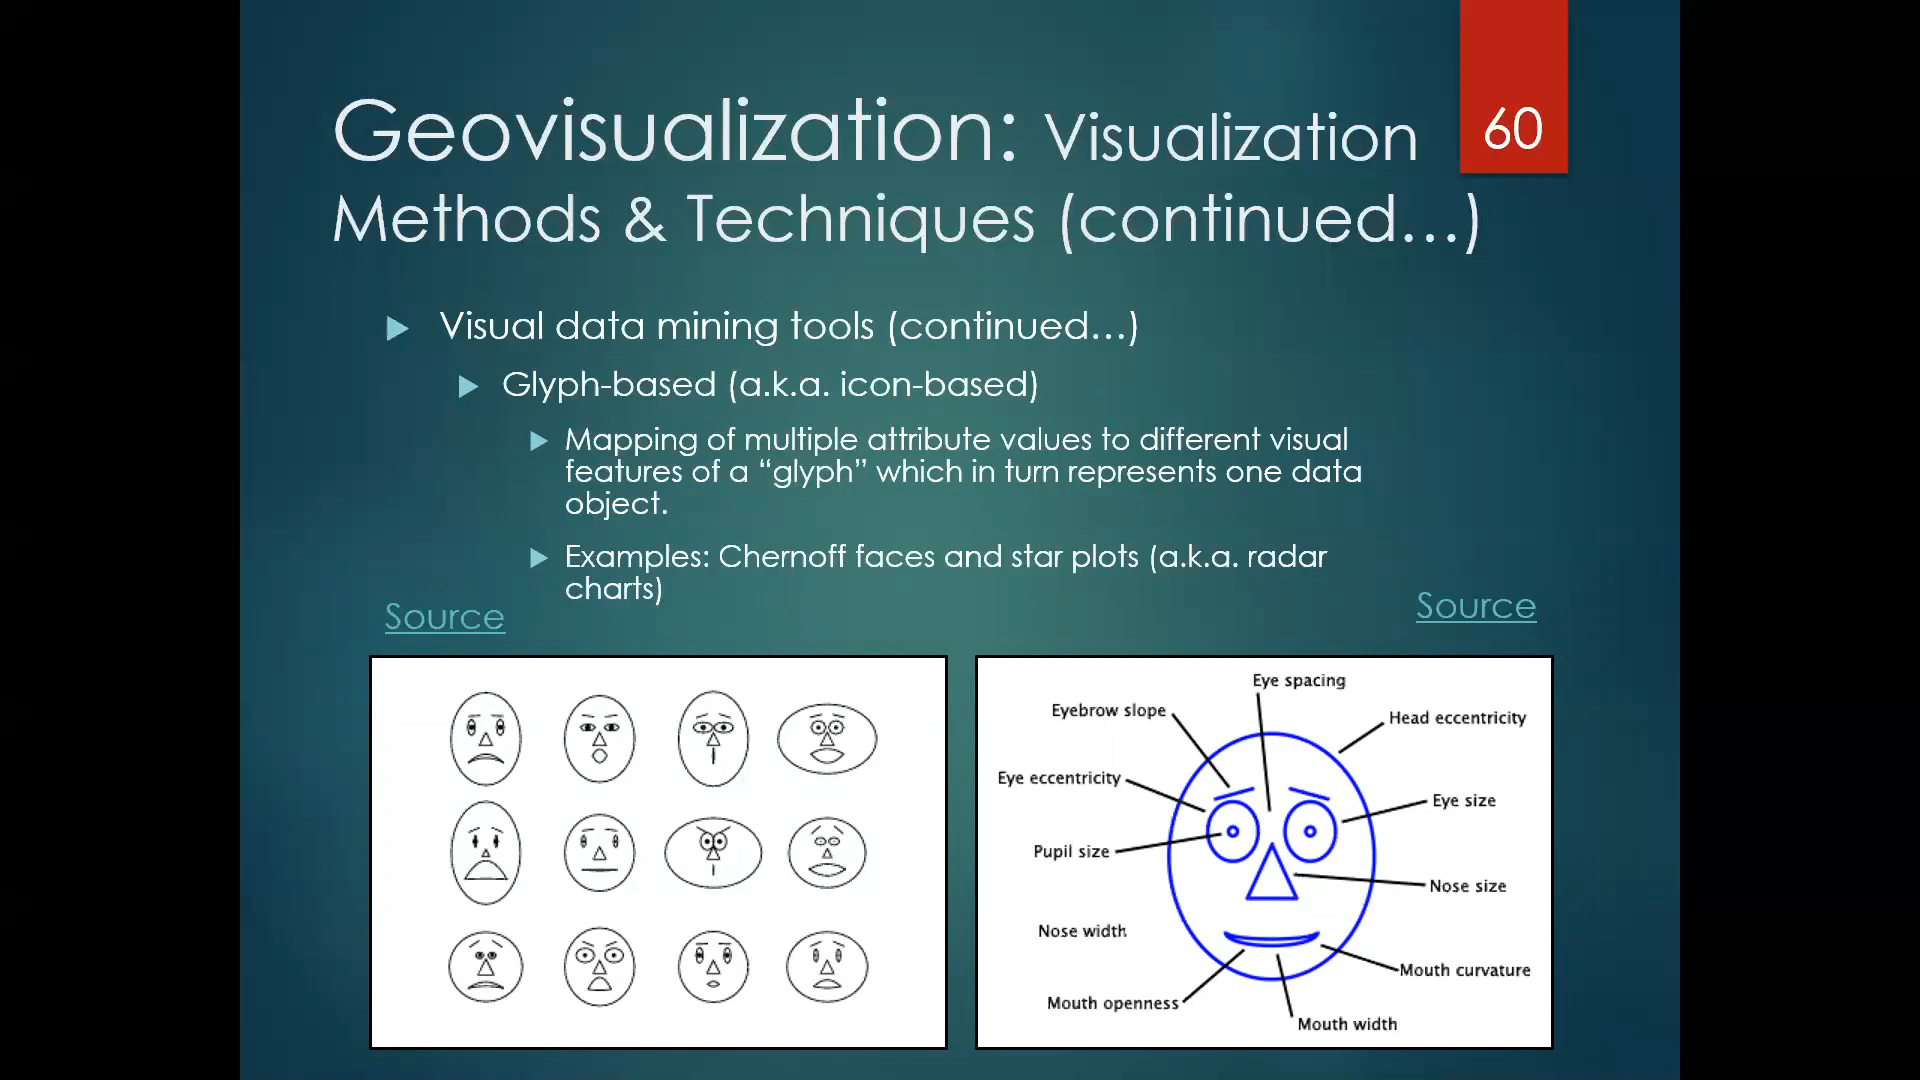 Geovisualization: Visualization
Methods & Techniques (continued…)
60
Visual data mining tools (continued…)
Glyph-based (a.k.a. icon-based)
Mapping of multiple attribute values to different visual
features of a “glyph” which in turn represents one data
object.
Examples: Chernoff faces and star plots (a.k.a. radar
charts)
Source
Source
Eye spacing
Eyebrow slope
Head eccentricity
Eye eccentricity
Eye size
Pupil size
Nose size
Nose width
Mouth curvature
Mouth openness
Mouth width